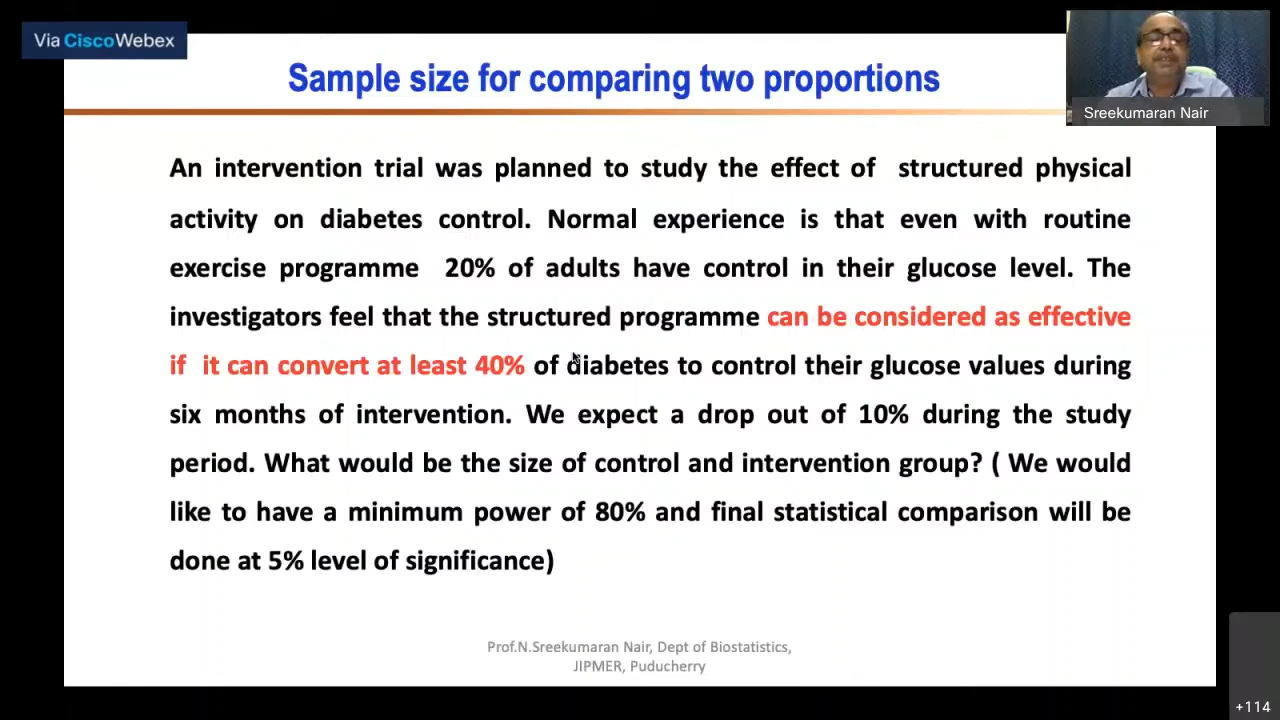 Via Cisco Webex
Sample size for comparing two proportions
Sreekumaran Nair
An intervention trial was planned to study the effect of structured physical
activity on diabetes control. Normal experience is that even with routine
exercise programme 20% of adults have control in their glucose level. The
investigators feel that the structured programme can be considered as effective
if it can convert at least 40% of diabetes to control their glucose values during
six months of intervention. We expect a drop out of 10% during the study
period. What would be the size of control and intervention group? ( We would
like to have a minimum power of 80% and final statistical comparison will be
done at 5% level of significance)
Prof.N.Sreekumaran Nair, Dept of Biostatistics,
JIPMER, Puducherry
+114